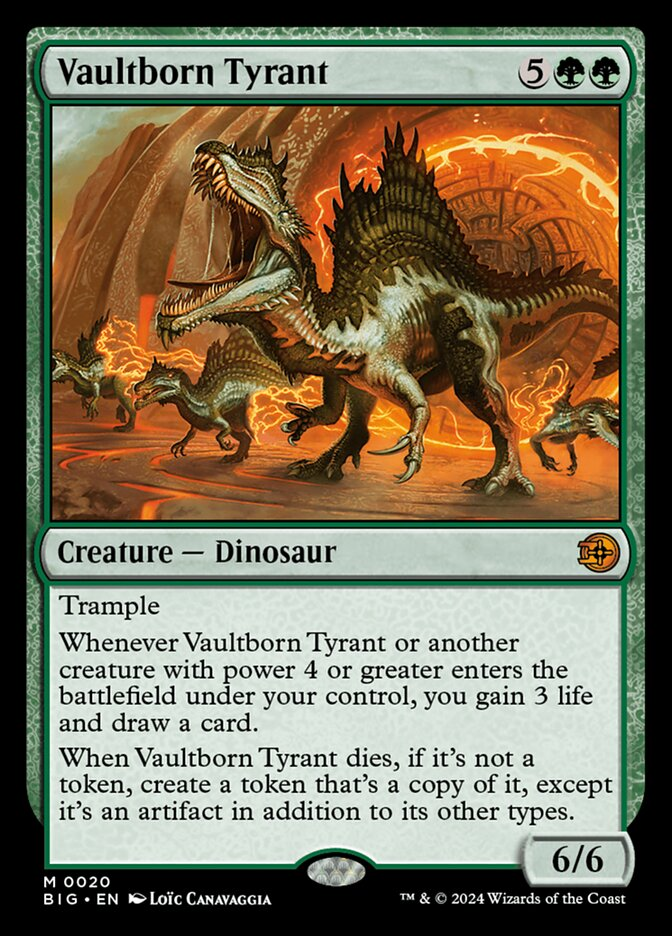 Vaultborn Tyrant 5
Creature — Dinosaur
Trample
Whenever Vaultborn Tyrant or another
creature with power 4 or greater enters the
battlefield under your control, you gain 3 life
and draw a card.
When Vaultborn Tyrant dies, if it's not a
token, create a token that's a copy of it, except
it's an artifact in addition to its other types.
6/6
M 0020
BIG • EN Loïc Canavaggia ™ & © 2024 Wizards of the Coast